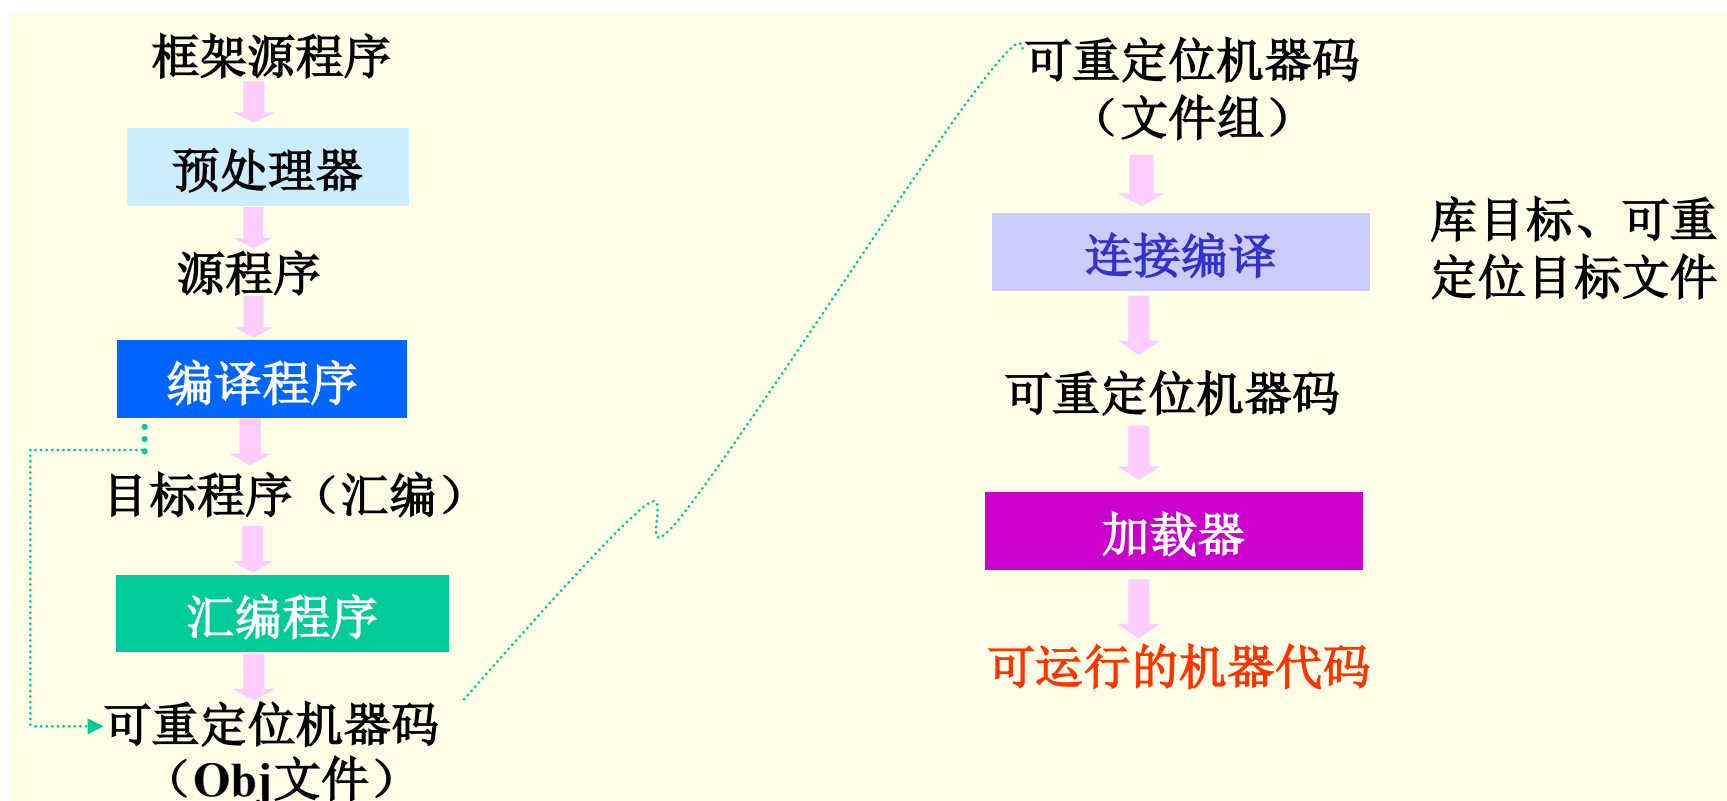 框架源程序
预处理器
源程序
编译程序
目标程序（汇编）
汇编程序
可重定位机器码
（Obj文件）
可重定位机器码
（文件组）
连接编译
库目标、可重
定位目标文件
可重定位机器码
加载器
可运行的机器代码